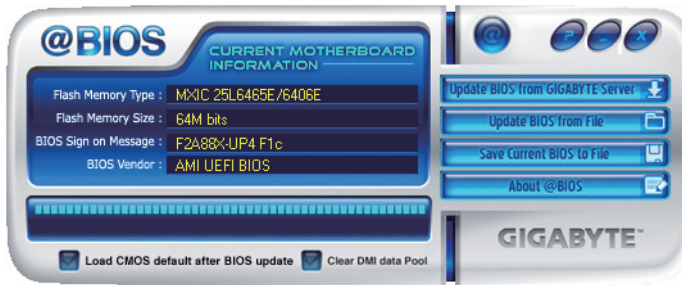 @BIOS
CURRENT MOTHERBOARD
INFORMATION
Flash Memory Type : MXIC 25L6465E/6406E
Flash Memory Size : 64M bits
BIOS Sign on Message : F2A88X-UP4 F1c
BIOS Vendor : AMI UEFI BIOS
Load CMOS default after BIOS update Clear DMI data Pool
@ ? – X
Update BIOS from GIGABYTE Server
Update BIOS from File
Save Current BIOS to File
About @BIOS
GIGABYTE™